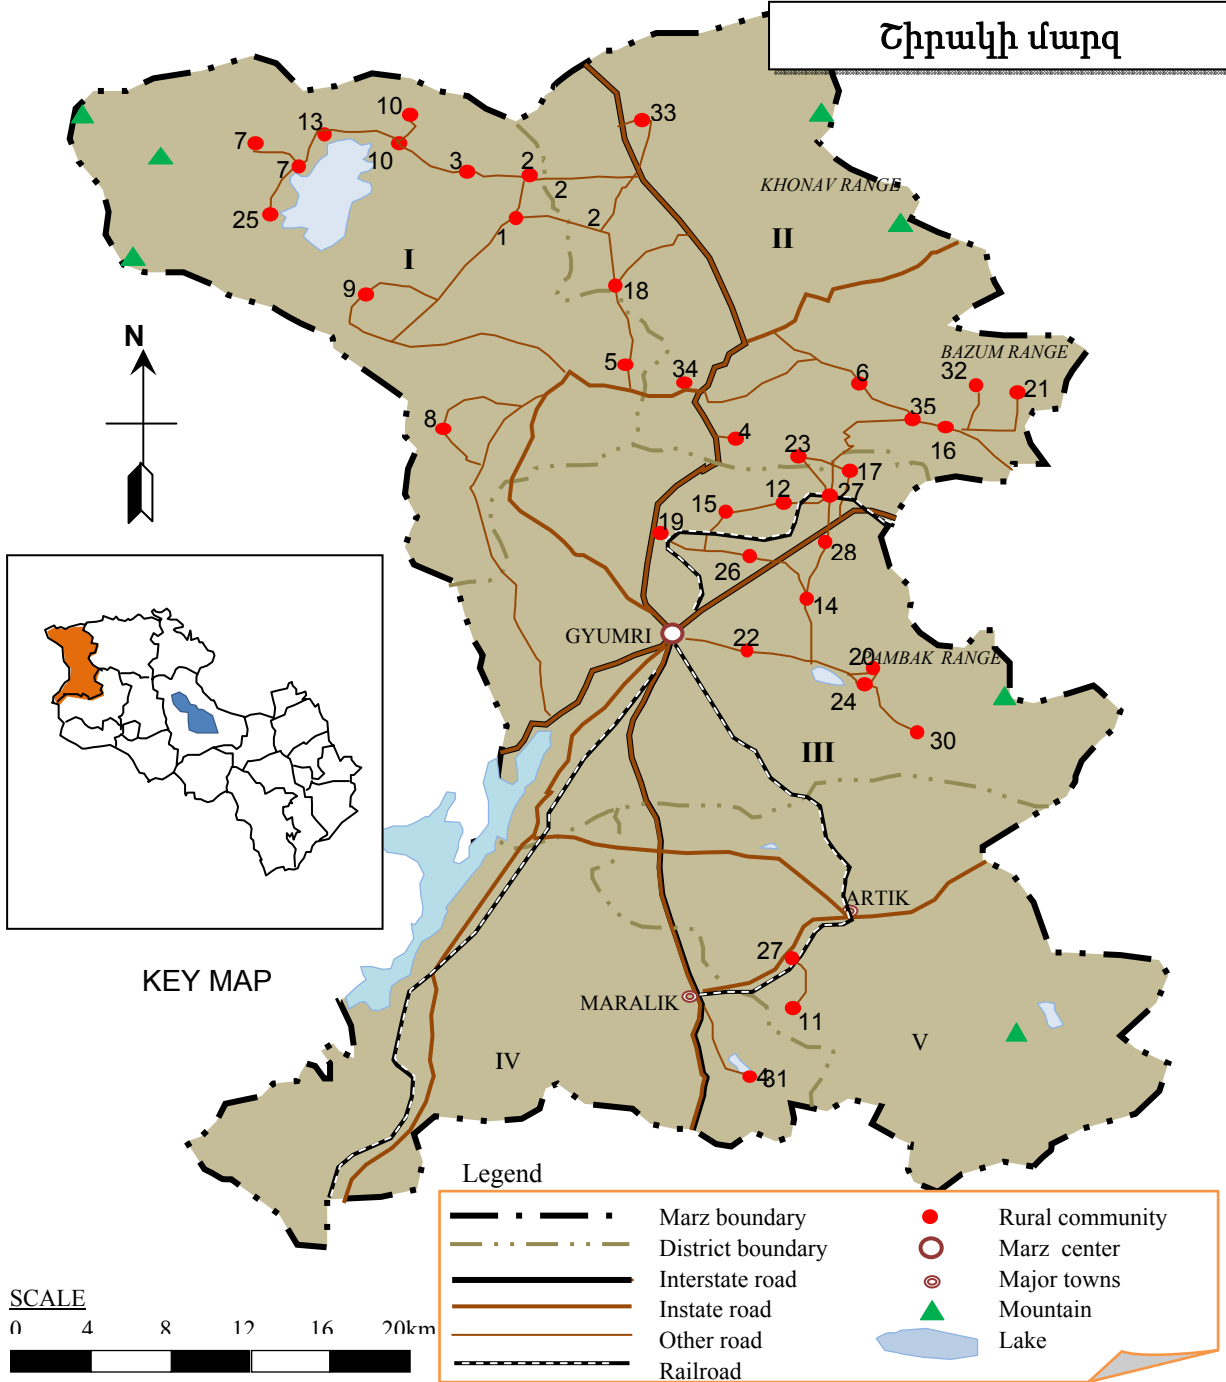 Շիրակի մարզ
10
33
13
7
10
3
2
7
2
KHONAV RANGE
25
1
2
II
I
9
18
N
BAZUM RANGE
5
34
6
32
21
35
8
4
23
16
17
15
12
27
19
26
28
14
GYUMRI
22
20
PAMBAK RANGE
24
30
III
ARTIK
27
KEY MAP
MARALIK
11
IV
V
4
31
Legend
Marz boundary
Rural community
District boundary
Marz center
Interstate road
Major towns
Instate road
Mountain
Other road
Lake
Railroad
SCALE
0 4 8 12 16 20km